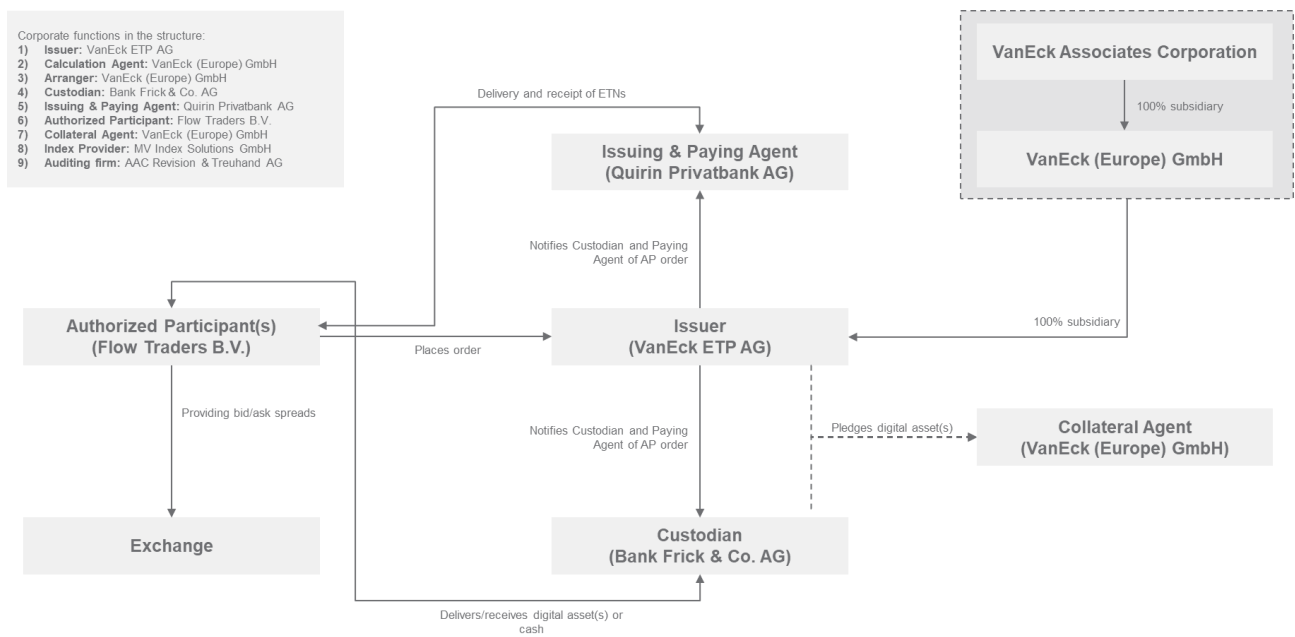 Corporate functions in the structure:
1) Issuer: VanEck ETP AG
2) Calculation Agent: VanEck (Europe) GmbH
3) Arranger: VanEck (Europe) GmbH
4) Custodian: Bank Frick & Co. AG
5) Issuing & Paying Agent: Quirin Privatbank AG
6) Authorized Participant: Flow Traders B.V.
7) Collateral Agent: VanEck (Europe) GmbH
8) Index Provider: MV Index Solutions GmbH
9) Auditing firm: AAC Revision & Treuhand AG
VanEck Associates Corporation
100% subsidiary
VanEck (Europe) GmbH
Delivery and receipt of ETNs
Issuing & Paying Agent
(Quirin Privatbank AG)
Notifies Custodian and Paying
Agent of AP order
Authorized Participant(s)
(Flow Traders B.V.)
Places order
Issuer
(VanEck ETP AG)
100% subsidiary
Providing bid/ask spreads
Notifies Custodian and Paying
Agent of AP order
Pledges digital asset(s)
Collateral Agent
(VanEck (Europe) GmbH)
Exchange
Custodian
(Bank Frick & Co. AG)
Delivers/receives digital asset(s) or
cash